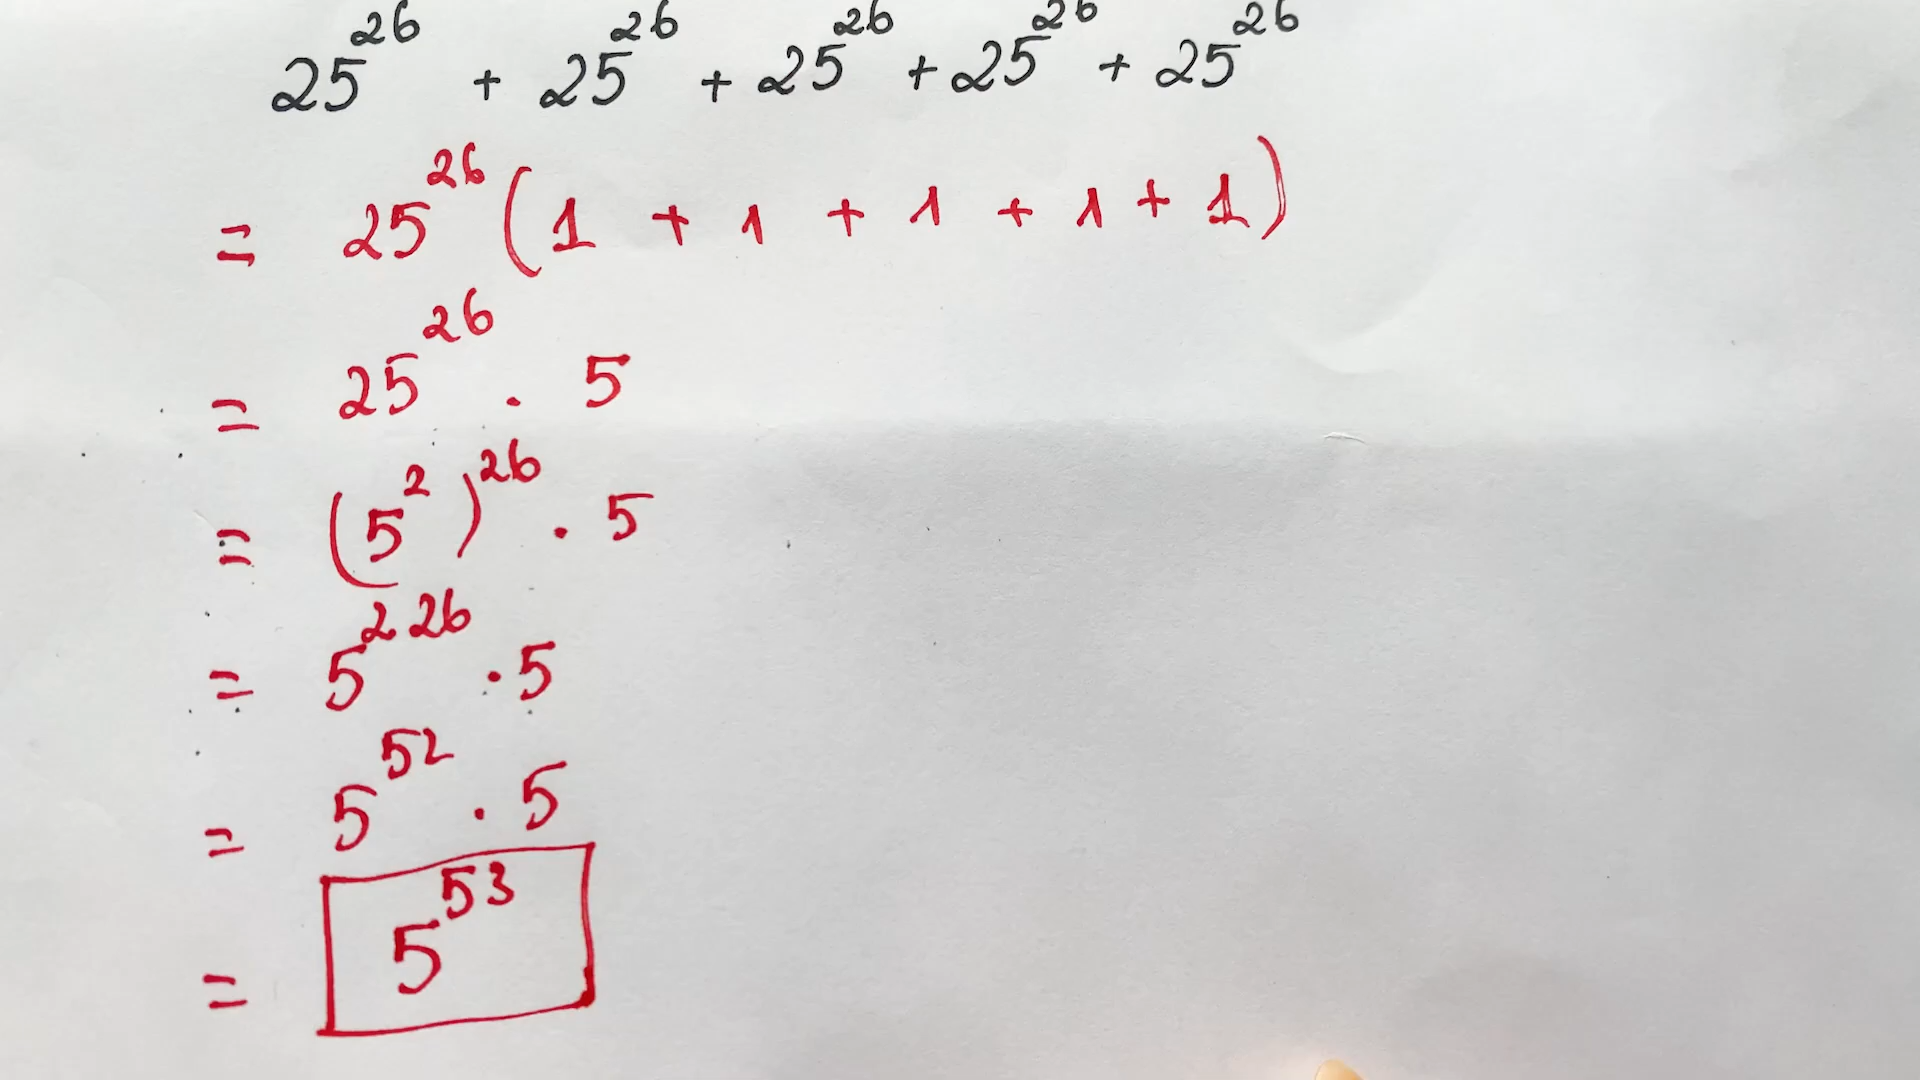 25^26 + 25^26 + 25^26 + 25^26 + 25^26
= 25^26 (1 + 1 + 1 + 1 + 1)
= 25^26 . 5
= (5^2)^26 . 5
= 5^2 26 . 5
= 5^52 . 5
= 5^53